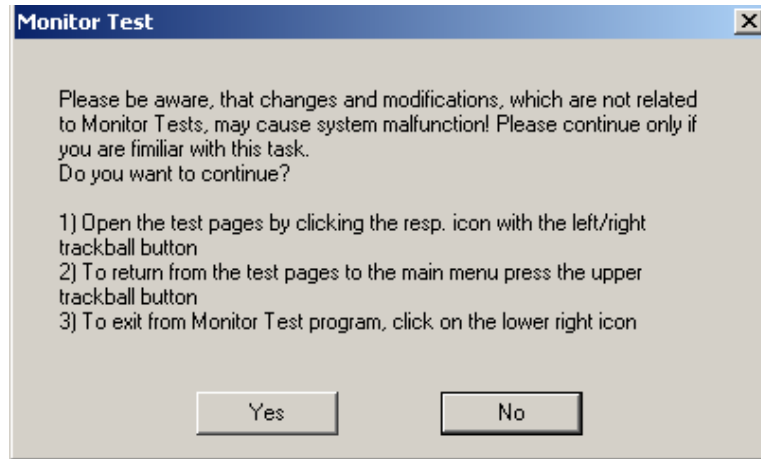 Monitor Test
Please be aware, that changes and modifications, which are not related
to Monitor Tests, may cause system malfunction! Please continue only if
you are fimiliar with this task.
Do you want to continue?
1) Open the test pages by clicking the resp. icon with the left/right
trackball button
2) To return from the test pages to the main menu press the upper
trackball button
3) To exit from Monitor Test program, click on the lower right icon
Yes
No